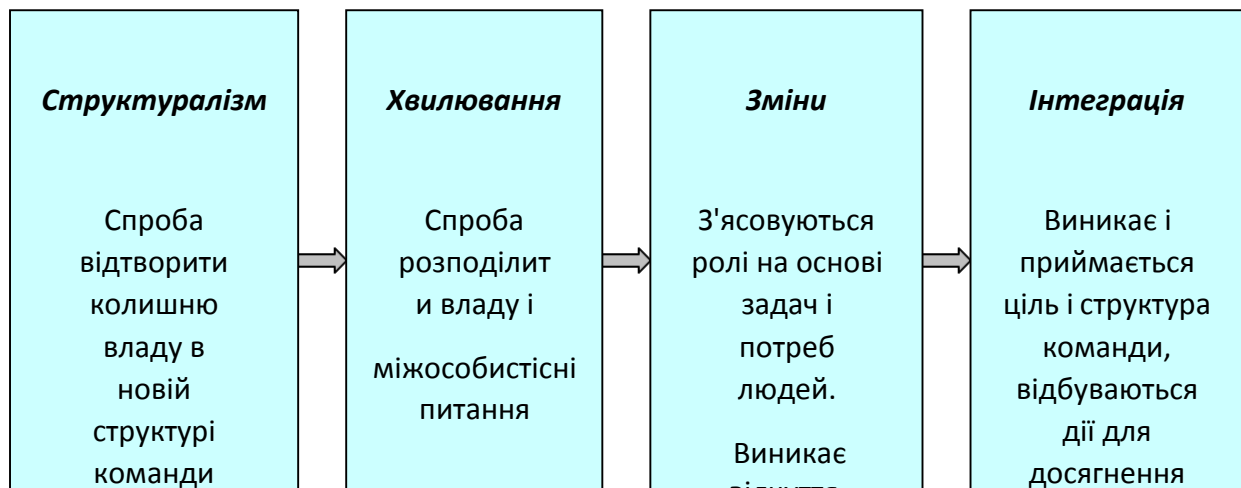 Структуралізм
Спроба
відтворити
колишню
владу в
новій
структурі
команди
Хвилювання
Спроба
розподілит
и владу і
міжособистісні
питання
Зміни
З'ясовуються
ролі на основі
задач і
потреб
людей.
Виникає
Інтеграція
Виникає і
приймається
ціль і структура
команди,
відбуваються
дії для
досягнення